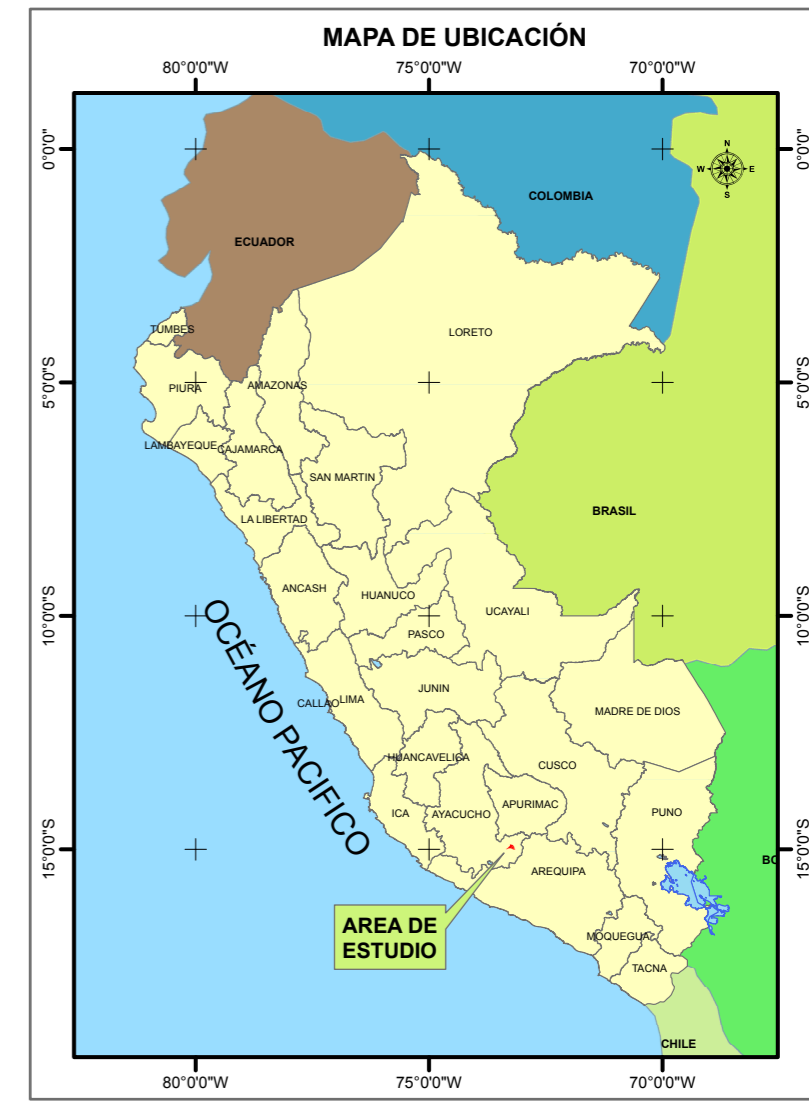 MAPA DE UBICACIÓN
80°0'0"W 75°0'0"W 70°0'0"W
0°0'0" 0°0'0"
N
W E
S
COLOMBIA
ECUADOR
TUMBES
LORETO
5°0'0"S 5°0'0"S
PIURA AMAZONAS
LAMBAYEQUE CAJAMARCA
SAN MARTIN
BRASIL
LA LIBERTAD
ANCASH HUANUCO
UCAYALI
10°0'0"S 10°0'0"S
PASCO
OCÉANO PACIFICO
JUNIN
CALLAO LIMA
MADRE DE DIOS
HUANCAVELICA
CUSCO
ICA AYACUCHO APURIMAC PUNO
15°0'0"S 15°0'0"S
BO
AREQUIPA
AREA DE
ESTUDIO
MOQUEGUA
TACNA
CHILE
80°0'0"W 75°0'0"W 70°0'0"W